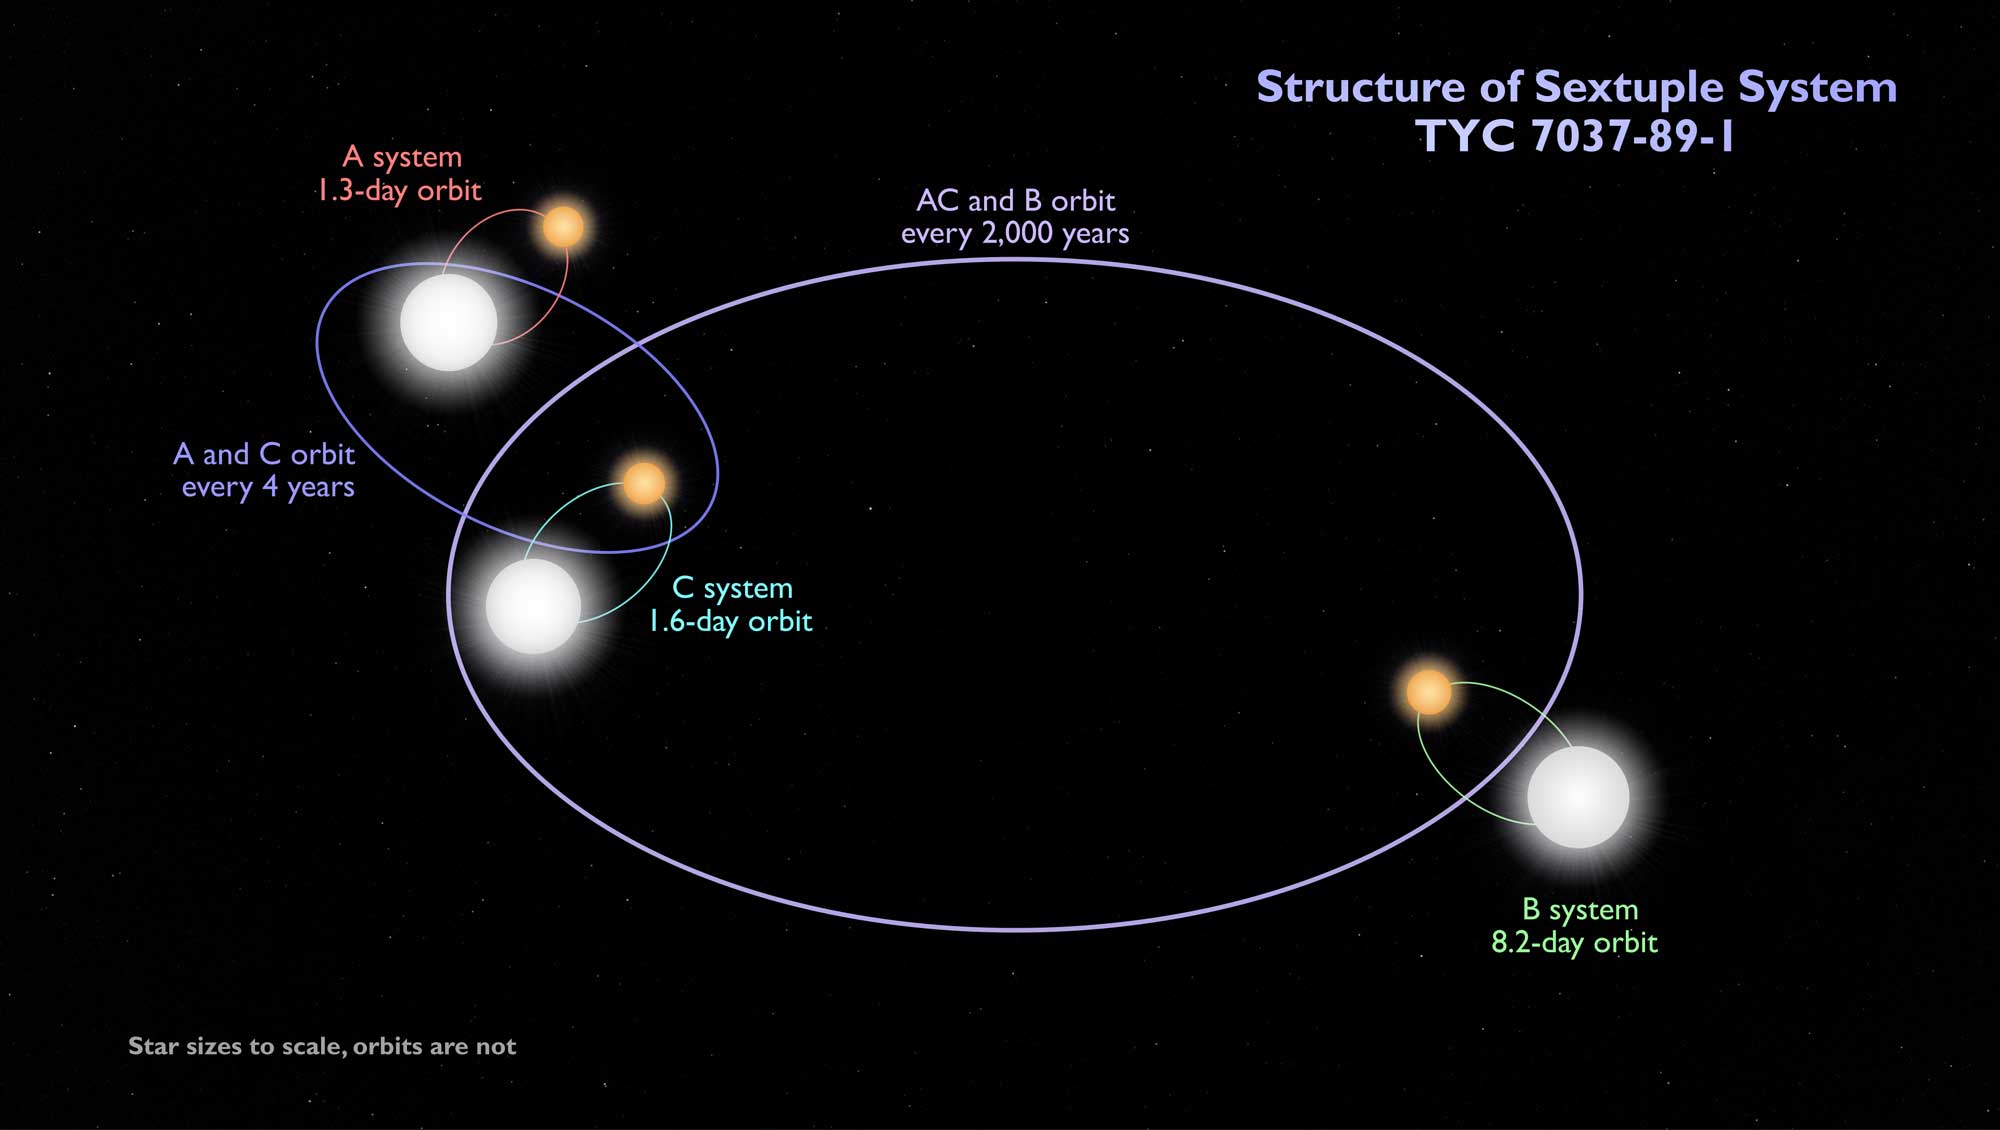 Structure of Sextuple System
TYC 7037-89-1
A system
1.3-day orbit
AC and B orbit
every 2,000 years
A and C orbit
every 4 years
C system
1.6-day orbit
B system
8.2-day orbit
Star sizes to scale, orbits are not